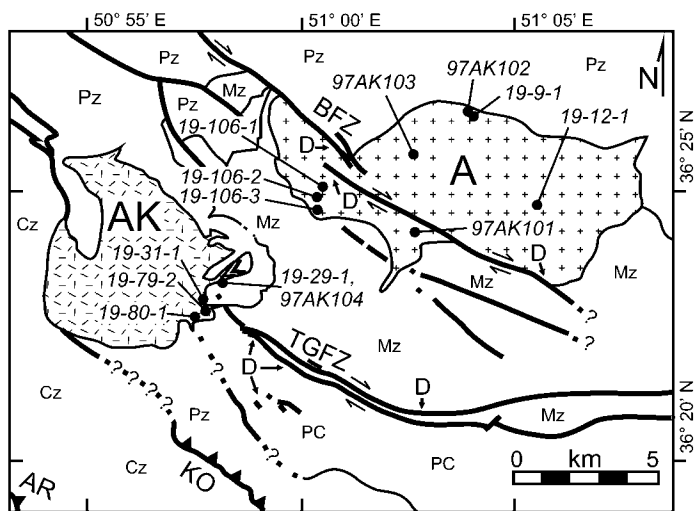 50° 55' E
51° 00' E
51° 05' E
Pz
Pz
Pz
97AK102
Pz
N
97AK103
19-9-1
Mz
Pz
BFZ
19-12-1
19-106-1
D
A
36° 25' N
19-106-2
D
19-106-3
AK
Cz
Mz
97AK101
D
19-31-1
19-79-2
19-29-1,
97AK104
Mz
Mz
19-80-1
?
TGFZ
Mz
?
?
?
?
?
?
?
D
D
Cz
Pz
Mz
36° 20' N
PC
?
Cz
KO
PC
AR
0 km 5